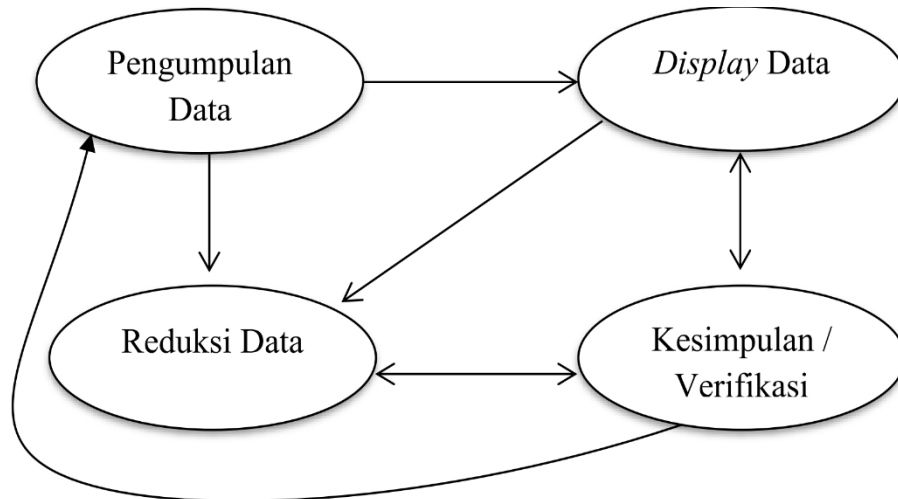 Pengumpulan
Data
Display Data
Reduksi Data
Kesimpulan /
Verifikasi